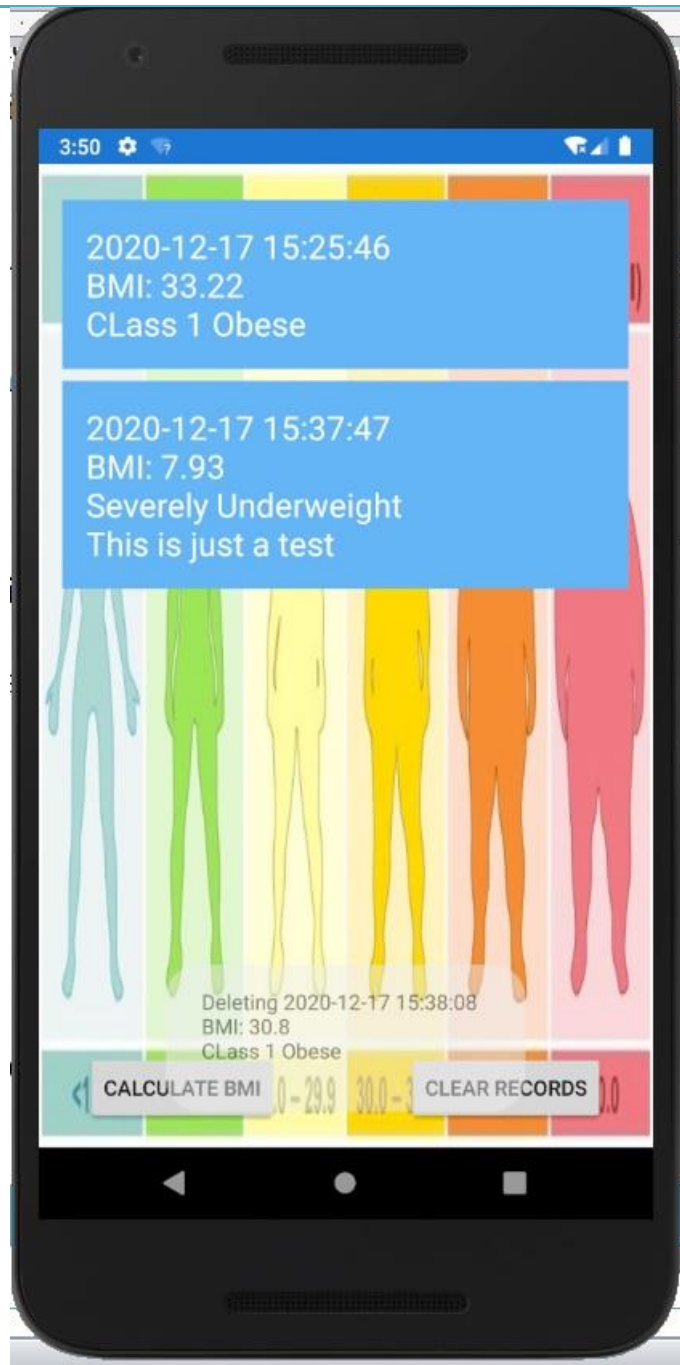 3:50
2020-12-17 15:25:46
BMI: 33.22
CLass 1 Obese
2020-12-17 15:37:47
BMI: 7.93
Severely Underweight
This is just a test
Deleting 2020-12-17 15:38:08
BMI: 30.8
CLass 1 Obese
CALCULATE BMI
CLEAR RECORDS